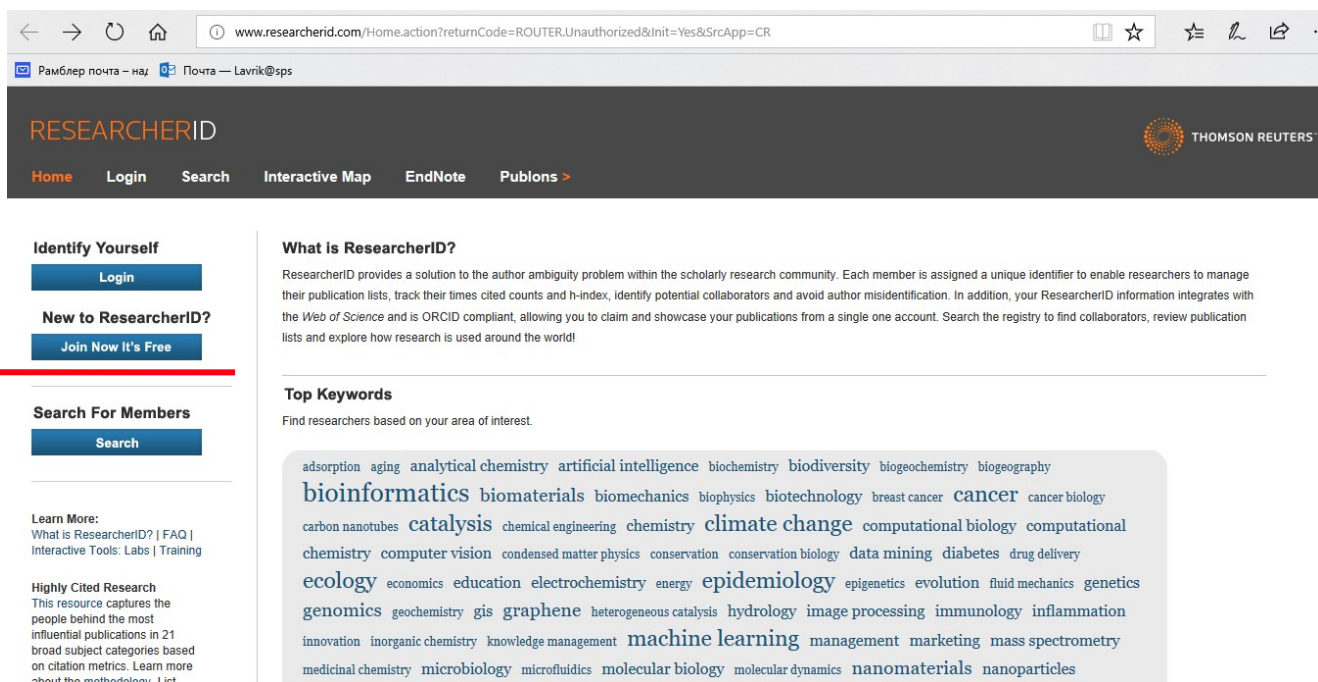 www.researcherid.com/Home.action?returnCode=ROUTER.Unauthorized&Init=Yes&SrcApp=CR
Рамблер почта – над Почта — Lavrik@sps
RESEARCHERID
THOMSON REUTERS
Home Login Search Interactive Map EndNote Publons >
Identify Yourself
Login
New to ResearcherID?
Join Now It's Free
Search For Members
Search
Learn More:
What is ResearcherID? | FAQ |
Interactive Tools: Labs | Training
Highly Cited Research
This resource captures the
people behind the most
influential publications in 21
broad subject categories based
on citation metrics. Learn more
about the methodology. List
What is ResearcherID?
ResearcherID provides a solution to the author ambiguity problem within the scholarly research community. Each member is assigned a unique identifier to enable researchers to manage
their publication lists, track their times cited counts and h-index, identify potential collaborators and avoid author misidentification. In addition, your ResearcherID information integrates with
the Web of Science and is ORCID compliant, allowing you to claim and showcase your publications from a single one account. Search the registry to find collaborators, review publication
lists and explore how research is used around the world!
Top Keywords
Find researchers based on your area of interest.
adsorption aging analytical chemistry artificial intelligence biochemistry biodiversity biogeochemistry biogeography
bioinformatics biomaterials biomechanics biophysics biotechnology breast cancer cancer cancer biology
carbon nanotubes catalysis chemical engineering chemistry climate change computational biology computational
chemistry computer vision condensed matter physics conservation conservation biology data mining diabetes drug delivery
ecology economics education electrochemistry energy epidemiology epigenetics evolution fluid mechanics genetics
genomics geochemistry gis graphene heterogeneous catalysis hydrology image processing immunology inflammation
innovation inorganic chemistry knowledge management machine learning management marketing mass spectrometry
medicinal chemistry microbiology microfluidics molecular biology molecular dynamics nanomaterials nanoparticles